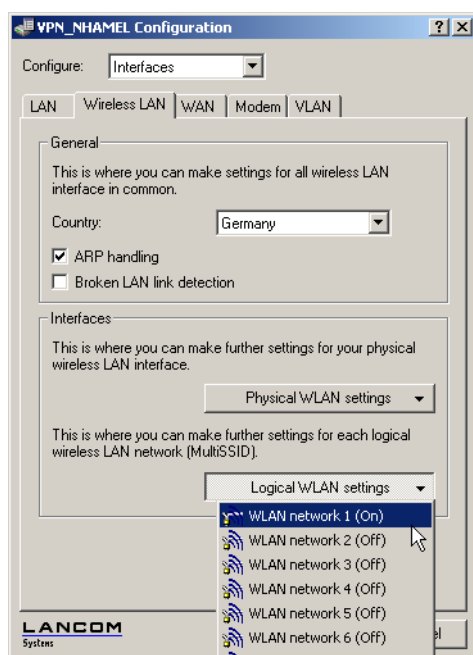 VPN_NHAMEL Configuration
Configure: Interfaces
LAN Wireless LAN WAN Modem VLAN
General
This is where you can make settings for all wireless LAN
interface in common.
Country: Germany
ARP handling
Broken LAN link detection
Interfaces
This is where you can make further settings for your physical
wireless LAN interface.
Physical WLAN settings
This is where you can make further settings for each logical
wireless LAN network (MultiSSID).
Logical WLAN settings
WLAN network 1 (On)
WLAN network 2 (Off)
WLAN network 3 (Off)
WLAN network 4 (Off)
WLAN network 5 (Off)
WLAN network 6 (Off)
LANCOM
Systems